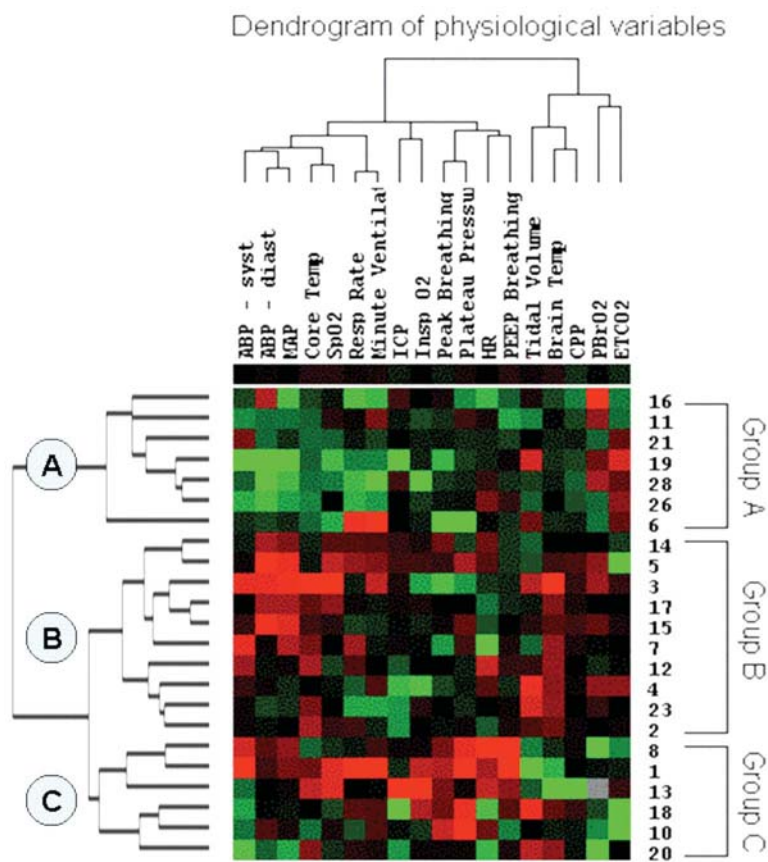 Dendrogram of physiological variables
ABP - syst
ABP - diast
MAP
Core Temp
SpO2
Resp Rate
Minute Ventilat
ICP
Insp O2
Peak Breathing
Plateau Pressu
HR
PEEP Breathing
Tidal Volume
Brain Temp
CPP
PBrO2
ETCO2
A
B
C
16
11
21
19
28
26
6
14
5
3
17
15
7
12
4
23
2
8
1
13
18
10
20
Group A
Group B
Group C